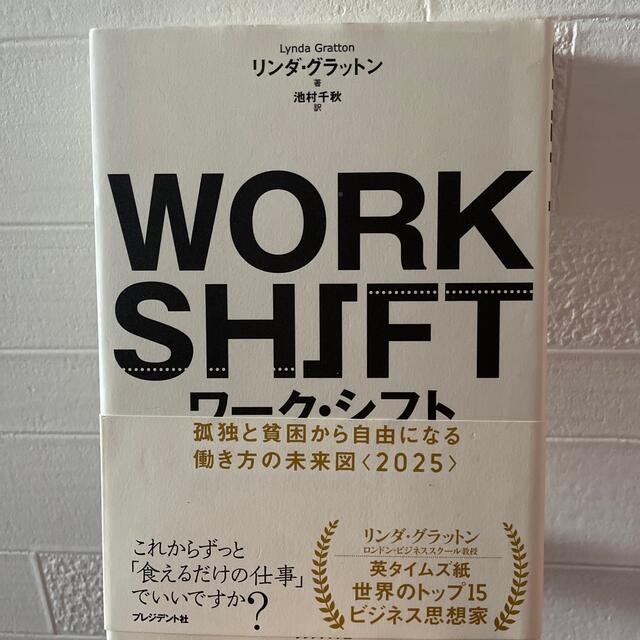 Lynda Gratton
リンダ・グラットン
著
池村千秋
訳
WORK
SHIFT
ワーク・シフト
孤独と貧困から自由になる
働き方の未来図〈2025〉
これからずっと
「食えるだけの仕事」
でいいですか?
プレジデント社
リンダ・グラットン
ロンドン・ビジネススクール教授
英タイムズ紙
世界のトップ15
ビジネス思想家